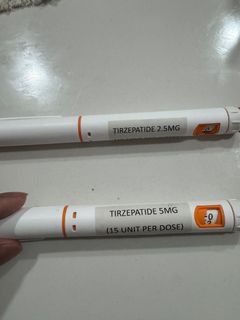 TIRZEPATIDE 2.5MG
TIRZEPATIDE 5MG
(15 UNIT PER DOSE)